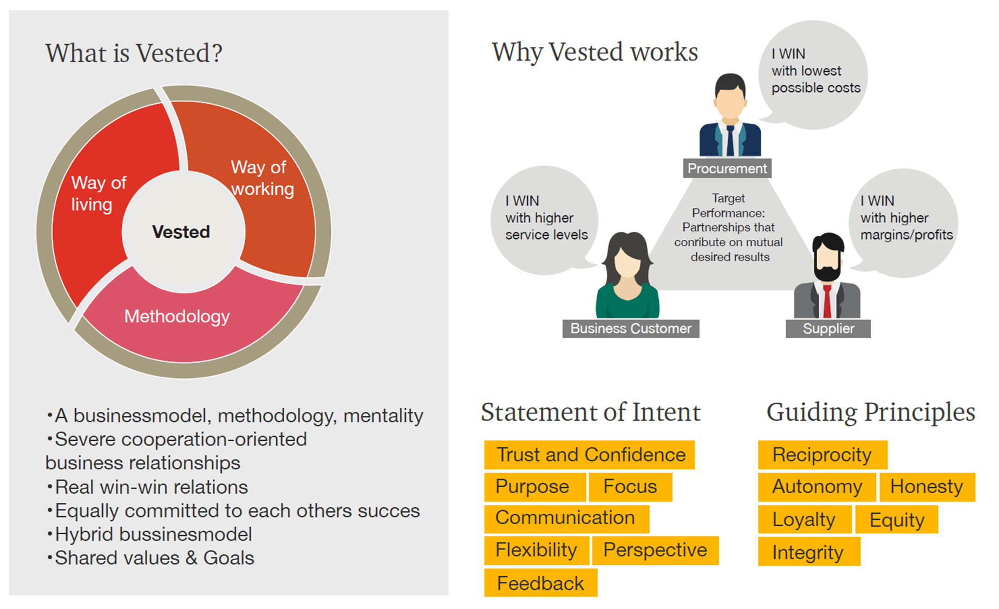 What is Vested?
Way of
living
Way of
working
Vested
Methodology
•A businessmodel, methodology, mentality
•Severe cooperation-oriented
business relationships
•Real win-win relations
•Equally committed to each others succes
•Hybrid bussinesmodel
•Shared values & Goals
Why Vested works
I WIN
with lowest
possible costs
Procurement
I WIN
with higher
service levels
Target
Performance:
Partnerships that
conribute on mutual
desired results
I WIN
with higher
margins/profits
Business Customer
Supplier
Statement of Intent
Trust and Confidence
Purpose Focus
Communication
Flexibility Perspective
Feedback
Guiding Principles
Reciprocity
Autonomy Honesty
Loyalty Equity
Integrity